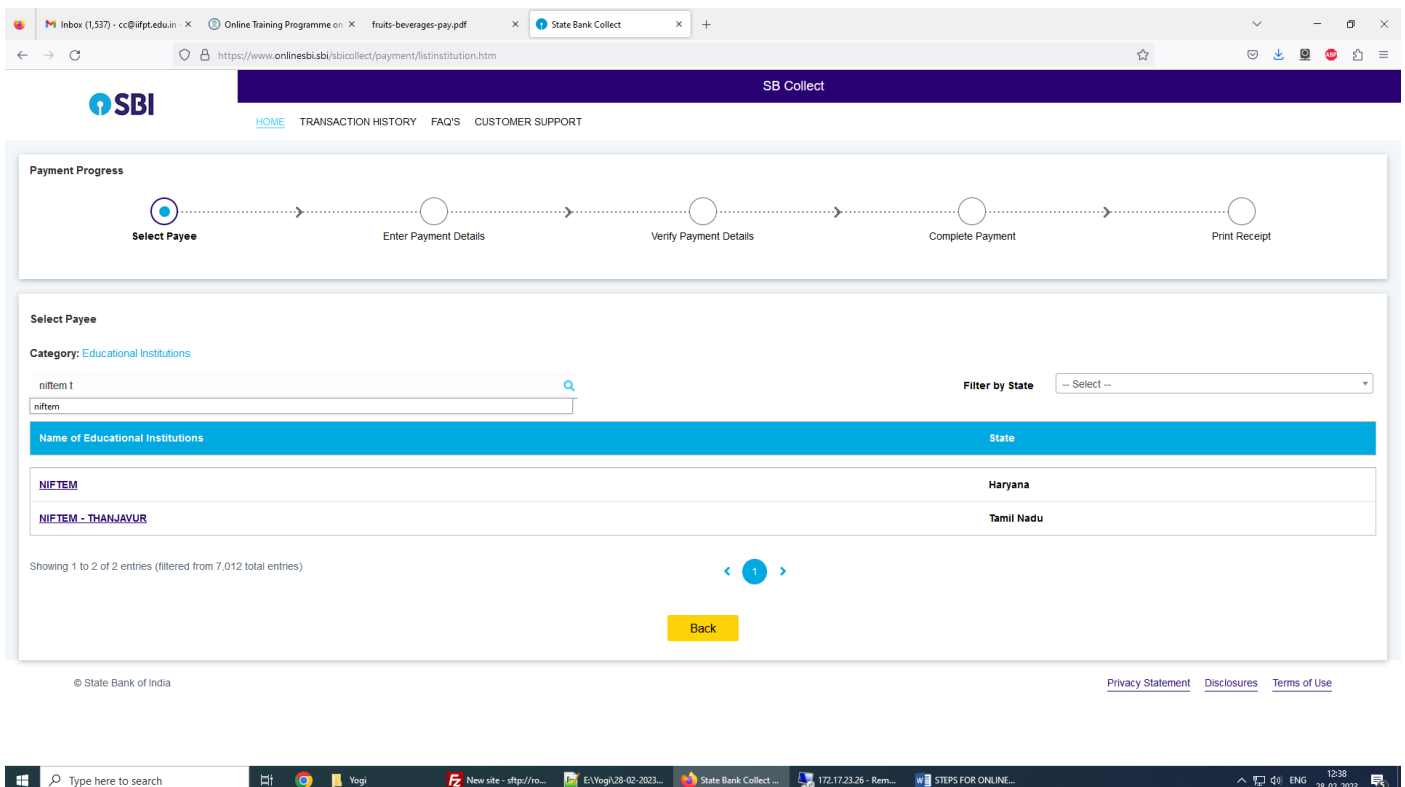 Inbox (1,537) - cc@iifpt.edu.in -
Online Training Programme on
fruits-beverages-pay.pdf
State Bank Collect
https://www.onlinesbi.sbi/sbicollect/payment/listinstitution.htm
ABP
SBI
SB Collect
HOME TRANSACTION HISTORY FAQ'S CUSTOMER SUPPORT
Payment Progress
Select Payee Enter Payment Details Verify Payment Details Complete Payment Print Receipt
Select Payee
Category: Educational Institutions
niftem t
Filter by State -- Select --
niftem
Name of Educational Institutions State
NIFTEM Haryana
NIFTEM - THANJAVUR Tamil Nadu
Showing 1 to 2 of 2 entries (filtered from 7,012 total entries)
1
Back
© State Bank of India
Privacy Statement Disclosures Terms of Use
Type here to search
Yogi
New site - sftp://ro...
E:\Yogi\28-02-2023...
State Bank Collect ...
172.17.23.26 - Rem...
STEPS FOR ONLINE...
ENG
12:38
28-02-2023